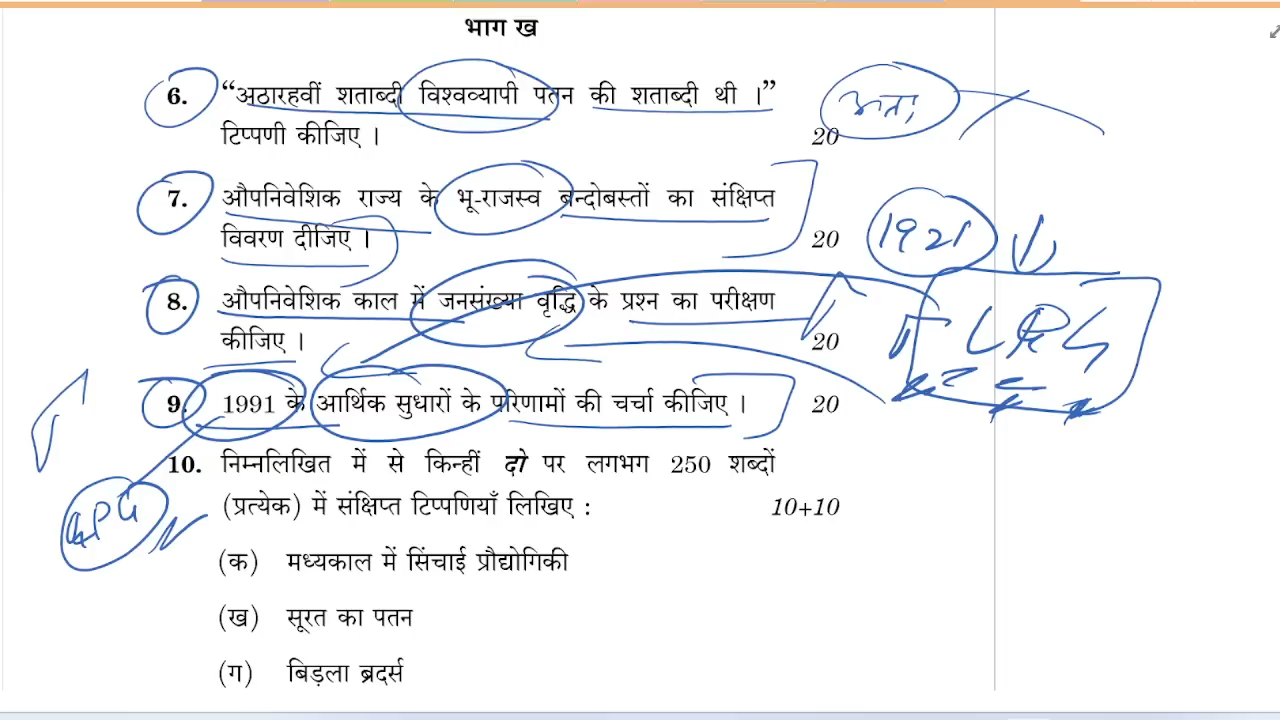 भाग ख
6. “अठारहवीं शताब्दी विश्वव्यापी पतन की शताब्दी थी ।”
टिप्पणी कीजिए । 20
7. औपनिवेशिक राज्य के भू-राजस्व बन्दोबस्तों का संक्षिप्त
विवरण दीजिए । 20
1921
8. औपनिवेशिक काल में जनसंख्या वृद्धि के प्रश्न का परीक्षण
कीजिए । 20
9. 1991 के आर्थिक सुधारों के परिणामों की चर्चा कीजिए । 20
10. निम्नलिखित में से किन्हीं दो पर लगभग 250 शब्दों
(प्रत्येक) में संक्षिप्त टिप्पणियाँ लिखिए : 10+10
(क) मध्यकाल में सिंचाई प्रौद्योगिकी
(ख) सूरत का पतन
(ग) बिड़ला ब्रदर्स